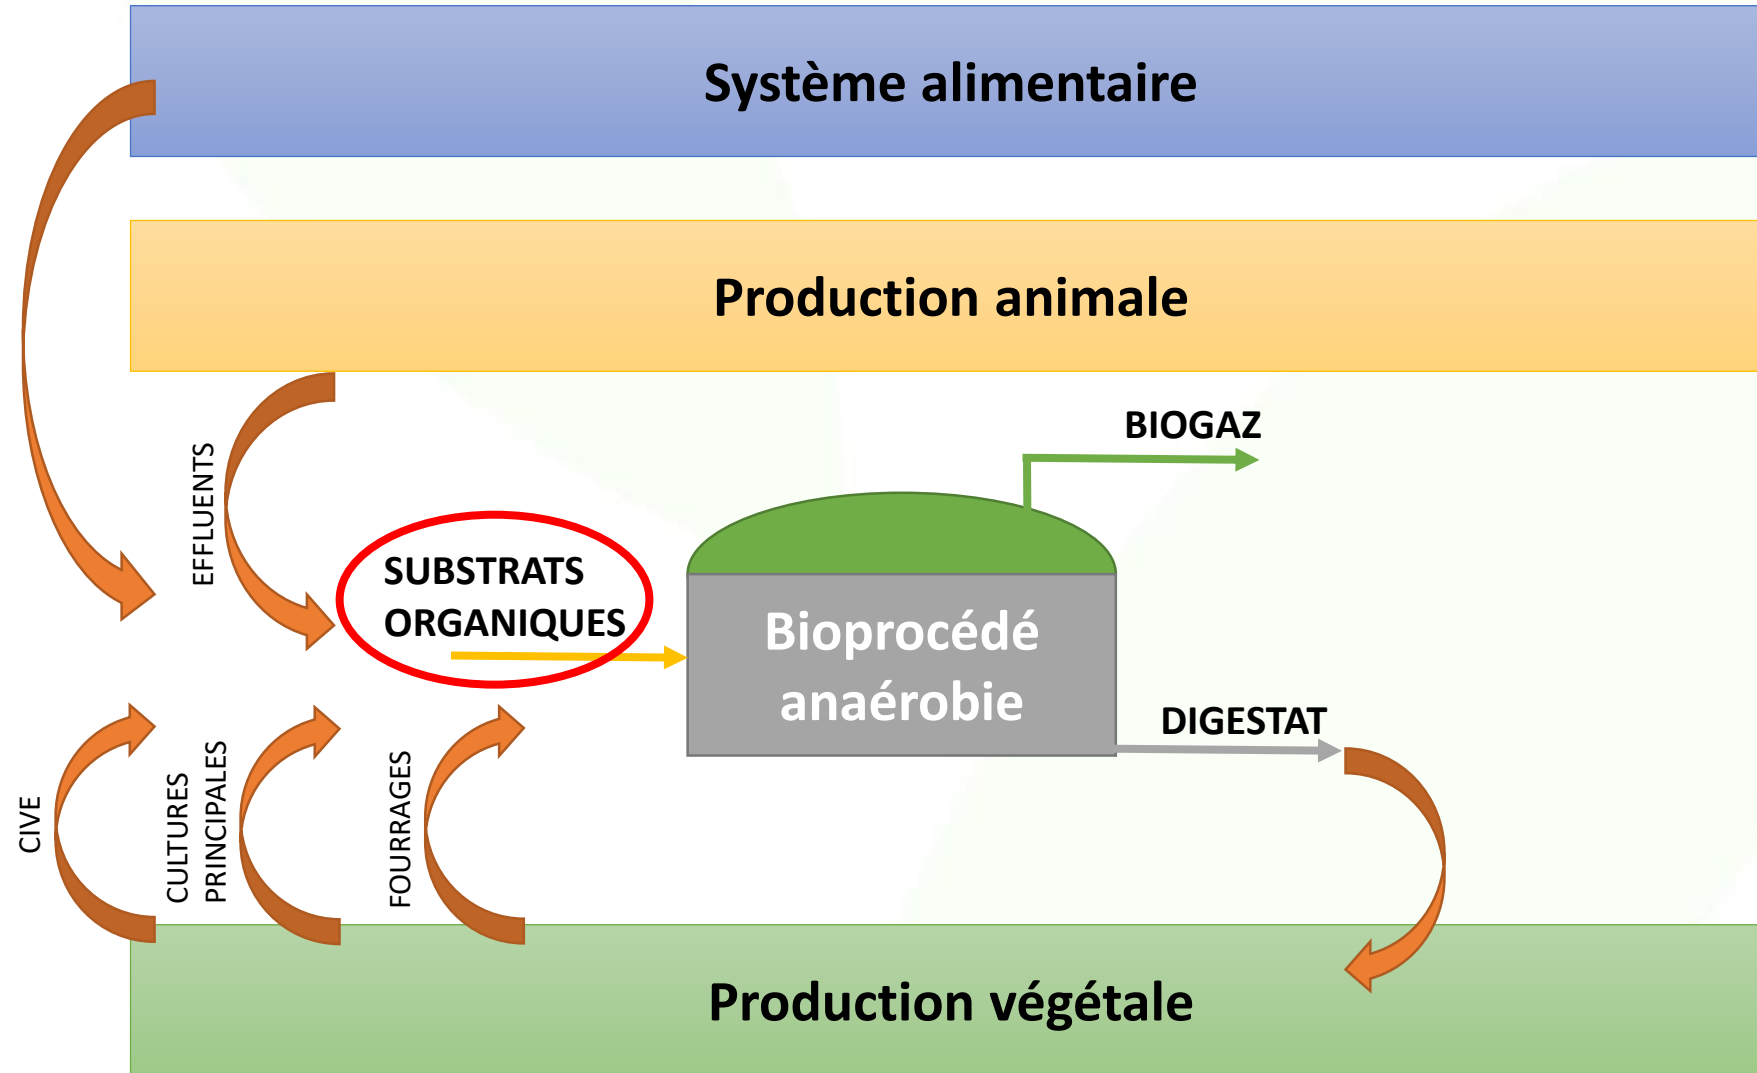 Système alimentaire
Production animale
BIOGAZ
EFFLUENTS
SUBSTRATS
ORGANIQUES
Bioprocédé
anaérobie
DIGESTAT
CIVE
CULTURES
PRINCIPALES
FOURRAGES
Production végétale